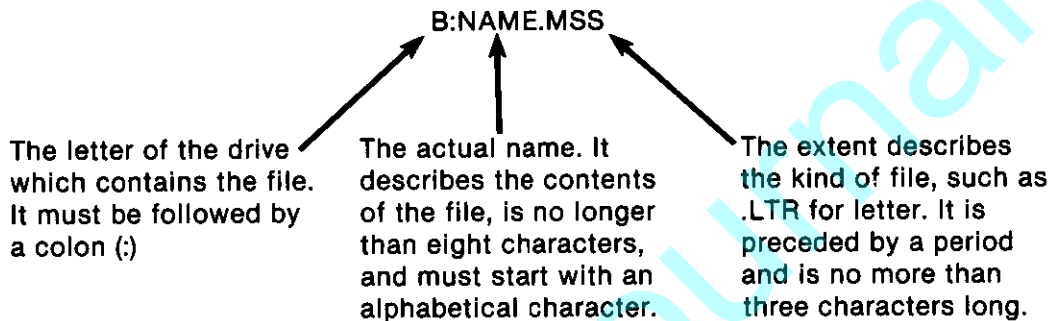 B:NAME.MSS
The letter of the drive
which contains the file.
It must be followed by
a colon (:)
The actual name. It
describes the contents
of the file, is no longer
than eight characters,
and must start with an
alphabetical character.
The extent describes
the kind of file, such as
.LTR for letter. It is
preceded by a period
and is no more than
three characters long.